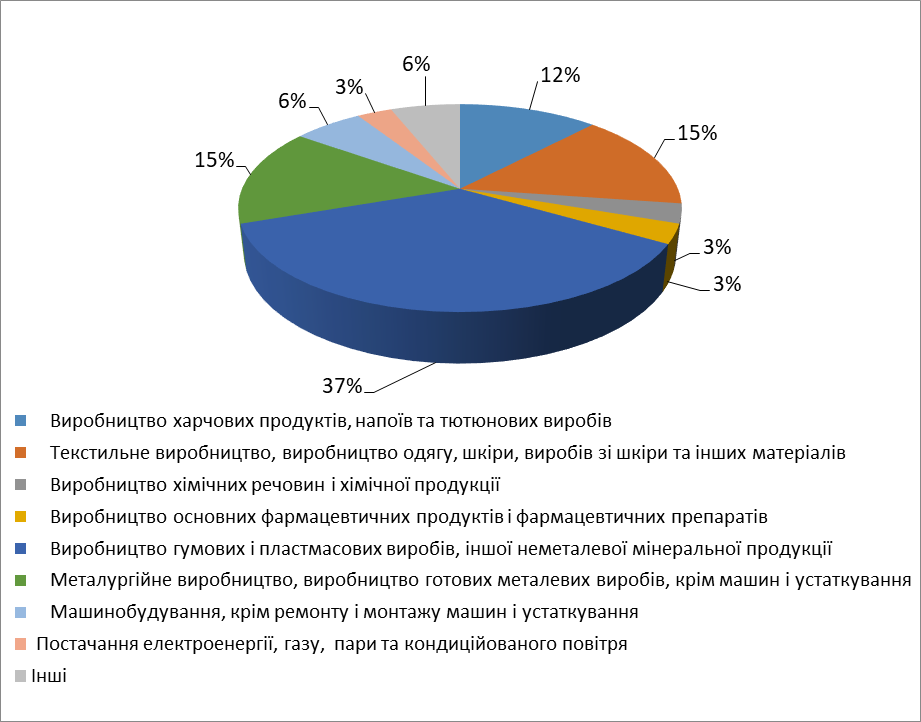 6%
3%
12%
6%
15%
15%
3%
3%
37%
Виробництво харчових продуктів, напоїв та тютюнових виробів
Текстильне виробництво, виробництво одягу, шкіри, виробів зі шкіри та інших матеріалів
Виробництво хімічних речовин і хімічної продукції
Виробництво основних фармацевтичних продуктів і фармацевтичних препаратів
Виробництво гумових і пластмасових виробів, іншої неметалевої мінеральної продукції
Металургійне виробництво, виробництво готових металевих виробів, крім машин і устаткування
Машинобудування, крім ремонту і монтажу машин і устаткування
Постачання електроенергії, газу, пари та кондиційованого повітря
Інші